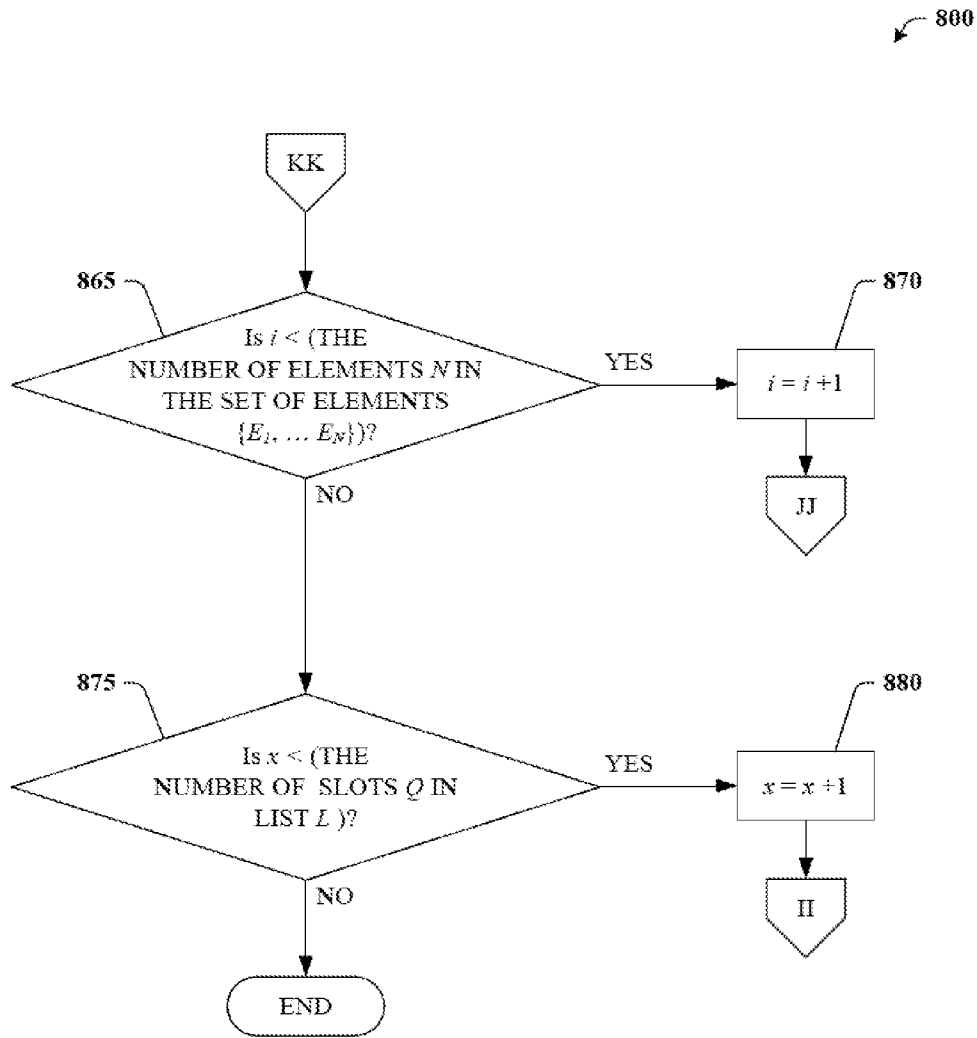 800
KK
865
Is i < (THE
NUMBER OF ELEMENTS N IN
THE SET OF ELEMENTS
{E1, … EN})?
YES
870
i = i +1
JJ
NO
875
Is x < (THE
NUMBER OF SLOTS Q IN
LIST L )?
YES
880
x = x +1
II
NO
END